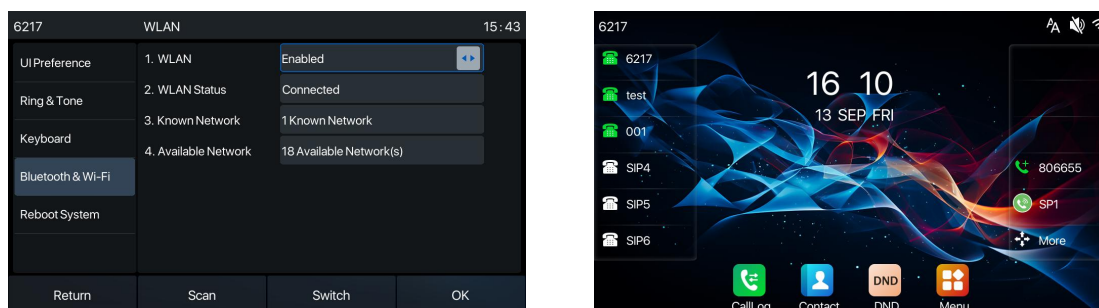 6217 WLAN 15:43
UI Preference
Ring & Tone
Keyboard
Bluetooth & Wi-Fi
Reboot System
1. WLAN Enabled
2. WLAN Status Connected
3. Known Network 1 Known Network
4. Available Network 18 Available Network(s)
Return Scan Switch OK
6217
6217
test
001
SIP4
SIP5
SIP6
16 10
13 SEP FRI
806655
SP1
More
DND
CallLog Contact DND Menu